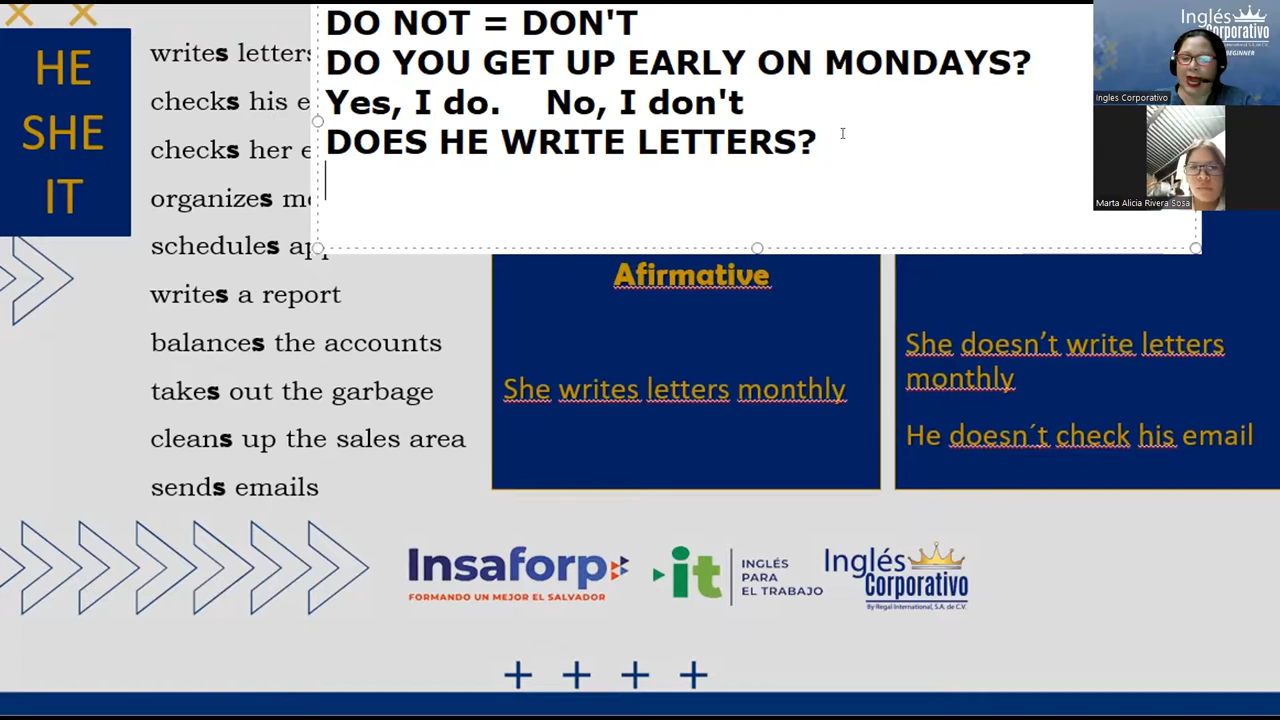 DO NOT = DON'T
DO YOU GET UP EARLY ON MONDAYS?
Yes, I do. No, I don't
DOES HE WRITE LETTERS?
HE
SHE
IT
writes letters
checks his e
checks her e
organizes me
schedules app
writes a report
balances the accounts
takes out the garbage
cleans up the sales area
sends emails
Afirmative
She writes letters monthly
She doesn't write letters
monthly
He doesn´t check his email
Insaforp
FORMANDO UN MEJOR EL SALVADOR
it
INGLÉS
PARA
EL TRABAJO
Inglés
Corporativo
By Regal International, S.A. de C.V.
Inglés
Corporativo
BEGINNER
Ingles Corporativo
Marta Alicia Rivera Sosa